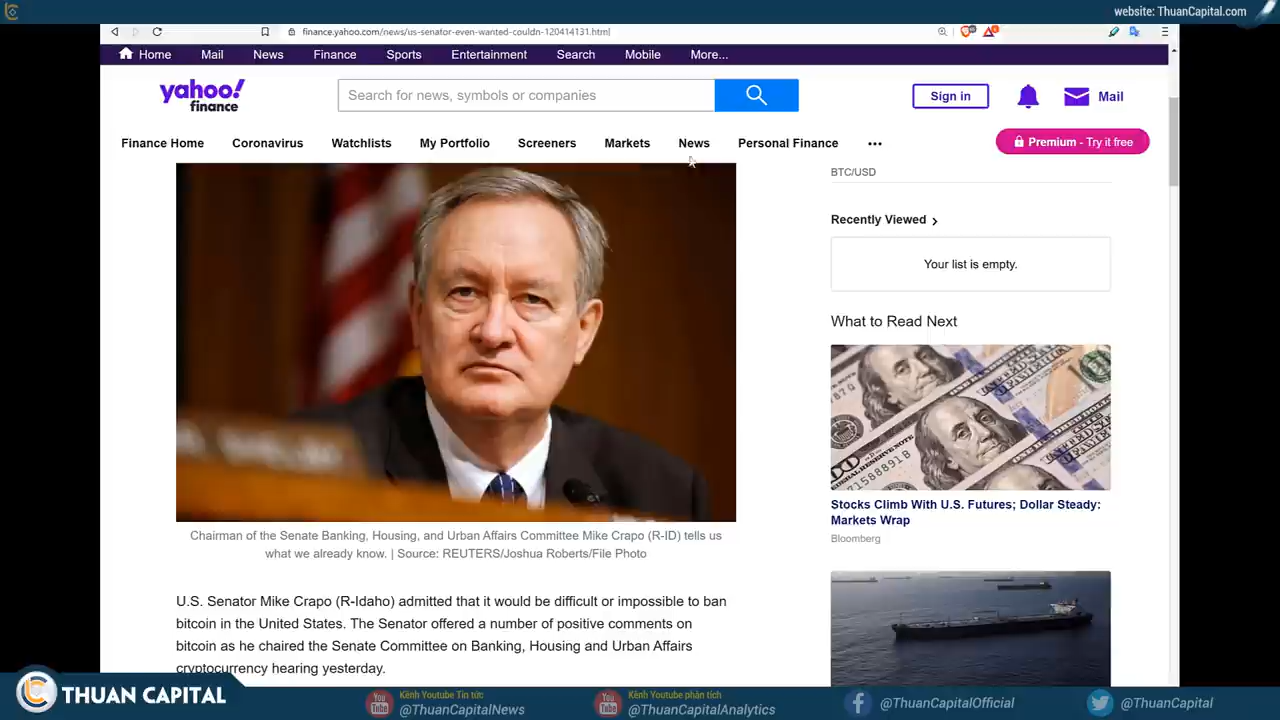 website: ThuanCapital.com
finance.yahoo.com/news/us-senator-even-wanted-couldn-120414131.html
Home Mail News Finance Sports Entertainment Search Mobile More...
yahoo!
finance
Search for news, symbols or companies
Sign in
Mail
Finance Home Coronavirus Watchlists My Portfolio Screeners Markets News Personal Finance ...
Premium - Try it free
BTC/USD
Recently Viewed
Your list is empty.
What to Read Next
Stocks Climb With U.S. Futures; Dollar Steady:
Markets Wrap
Bloomberg
Chairman of the Senate Banking, Housing, and Urban Affairs Committee Mike Crapo (R-ID) tells us
what we already know. | Source: REUTERS/Joshua Roberts/File Photo
U.S. Senator Mike Crapo (R-Idaho) admitted that it would be difficult or impossible to ban
bitcoin in the United States. The Senator offered a number of positive comments on
bitcoin as he chaired the Senate Committee on Banking, Housing and Urban Affairs
cryptocurrency hearing yesterday.
THUAN CAPITAL
Kênh Youtube Tin tức:
@ThuanCapitalNews
Kênh Youtube phân tích
@ThuanCapitalAnalytics
@ThuanCapitalOfficial
@ThuanCapital